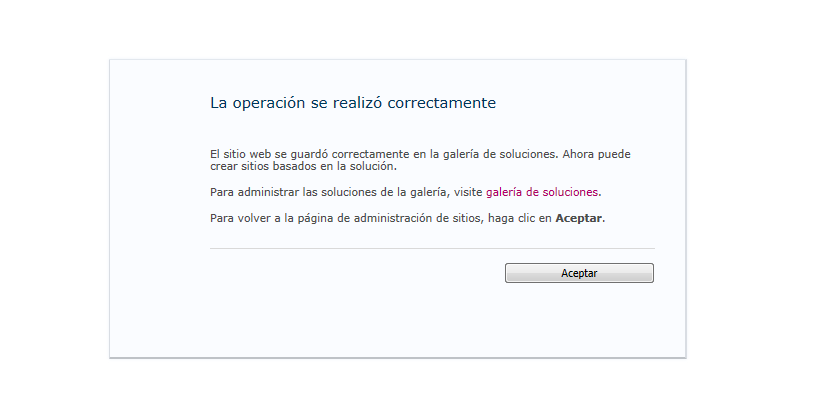 La operación se realizó correctamente
El sitio web se guardó correctamente en la galería de soluciones. Ahora puede
crear sitios basados en la solución.
Para administrar las soluciones de la galería, visite galería de soluciones.
Para volver a la página de administración de sitios, haga clic en Aceptar.
Aceptar